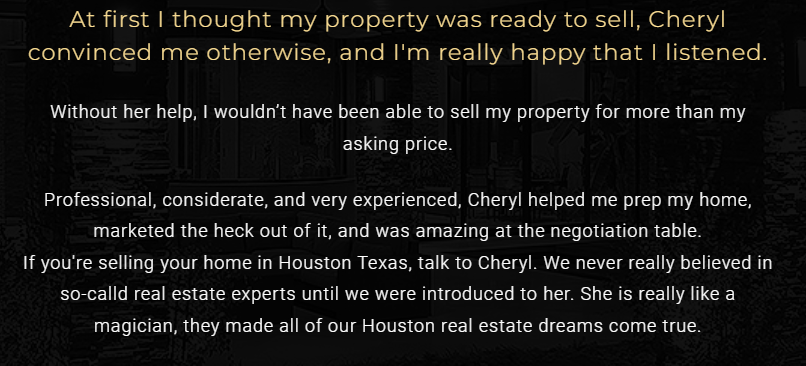 At first I thought my property was ready to sell, Cheryl
convinced me otherwise, and I'm really happy that I listened.
Without her help, I wouldn’t have been able to sell my property for more than my
asking price.
Professional, considerate, and very experienced, Cheryl helped me prep my home,
marketed the heck out of it, and was amazing at the negotiation table.
If you're selling your home in Houston Texas, talk to Cheryl. We never really believed in
so-calld real estate experts until we were introduced to her. She is really like a
magician, they made all of our Houston real estate dreams come true.